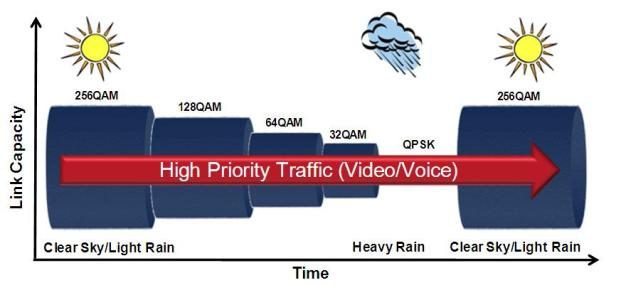 256QAM
128QAM
64QAM
32QAM
QPSK
256QAM
Link Capacity
High Priority Traffic (Video/Voice)
Clear Sky/Light Rain
Heavy Rain
Clear Sky/Light Rain
Time